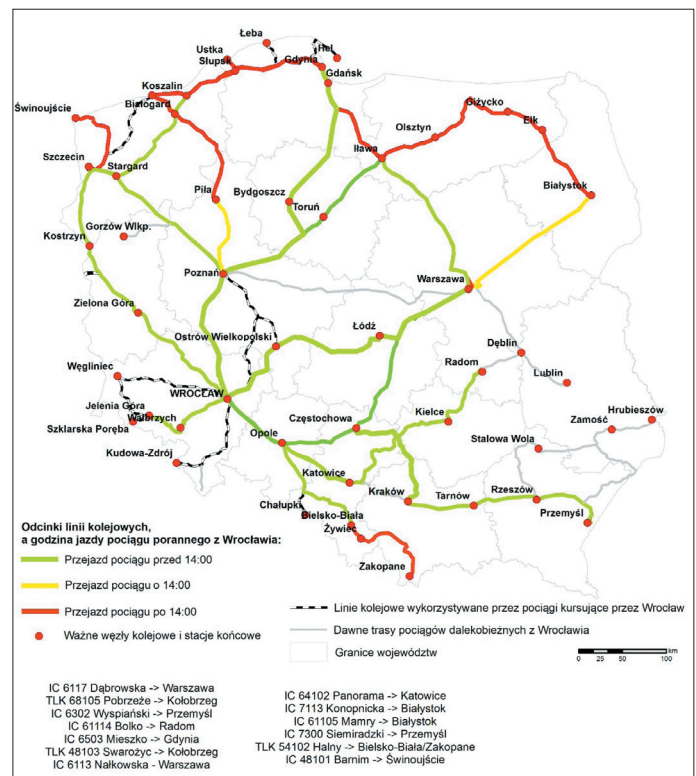 Łeba
Hel
Ustka
Słupsk
Gdynia
Gdańsk
Koszalin
Białogard
Świnoujście
Giżycko
Ełk
Olsztyn
Iława
Szczecin
Stargard
Piła
Bydgoszcz
Toruń
Białystok
Gorzów Wlkp.
Kostrzyn
Poznań
Warszawa
Zielona Góra
Łódź
Ostrów Wielkopolski
Dęblin
Radom
Węgliniec
Lublin
WROCŁAW
Jelenia Góra
Wałbrzych
Szklarska Poręba
Częstochowa
Kielce
Hrubieszów
Zamość
Opole
Stalowa Wola
Kudowa-Zdrój
Katowice
Kraków
Tarnów
Rzeszów
Chałupki
Bielsko-Biała
Przemyśl
Żywiec
Zakopane
Odcinki linii kolejowych,
a godzina jazdy pociągu porannego z Wrocławia:
Przejazd pociągu przed 14:00
Przejazd pociągu o 14:00
Przejazd pociągu po 14:00
Ważne węzły kolejowe i stacje końcowe
Linie kolejowe wykorzystywane przez pociągi kursujące przez Wrocław
Dawne trasy pociągów dalekobieżnych z Wrocławia
Granice województw
km
0 25 50 100
IC 6117 Dąbrowska -> Warszawa
TLK 68105 Pobrzeże -> Kołobrzeg
IC 6302 Wyspiański -> Przemyśl
IC 61114 Bolko -> Radom
IC 6503 Mieszko -> Gdynia
TLK 48103 Swarożyc -> Kołobrzeg
IC 6113 Nałkowska - Warszawa
IC 64102 Panorama -> Katowice
IC 7113 Konopnicka -> Białystok
IC 61105 Mamry -> Białystok
IC 7300 Siemiradzki -> Przemyśl
TLK 54102 Halny -> Bielsko-Biała/Zakopane
IC 48101 Barnim -> Świnoujście